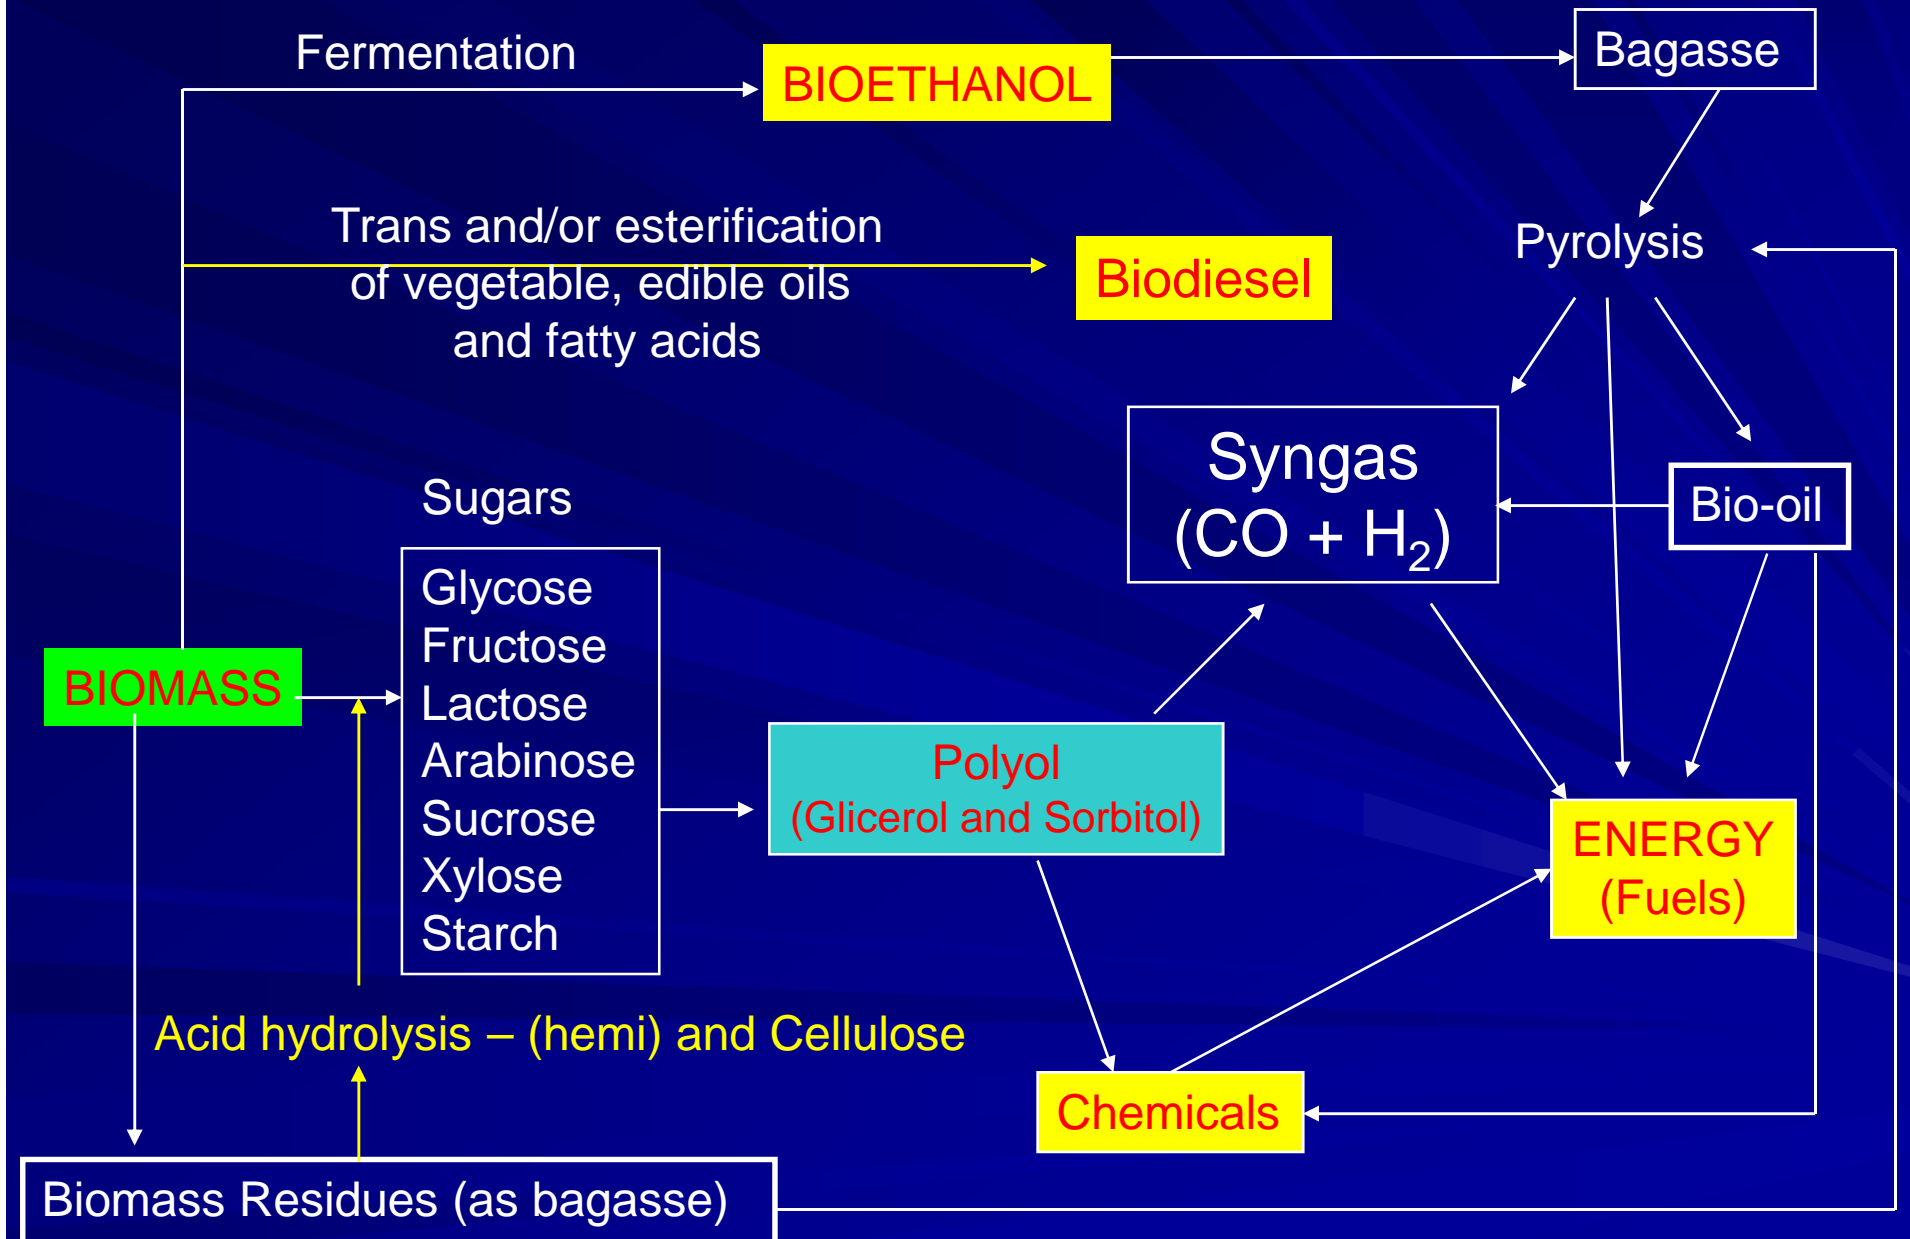 Fermentation
BIOETHANOL
Bagasse
Trans and/or esterification
of vegetable, edible oils
and fatty acids
Biodiesel
Pyrolysis
Syngas
(CO + H₂)
Bio-oil
Sugars
Glycose
Fructose
Lactose
Arabinose
Sucrose
Xylose
Starch
BIOMASS
Polyol
(Glicerol and Sorbitol)
ENERGY
(Fuels)
Acid hydrolysis – (hemi) and Cellulose
Chemicals
Biomass Residues (as bagasse)